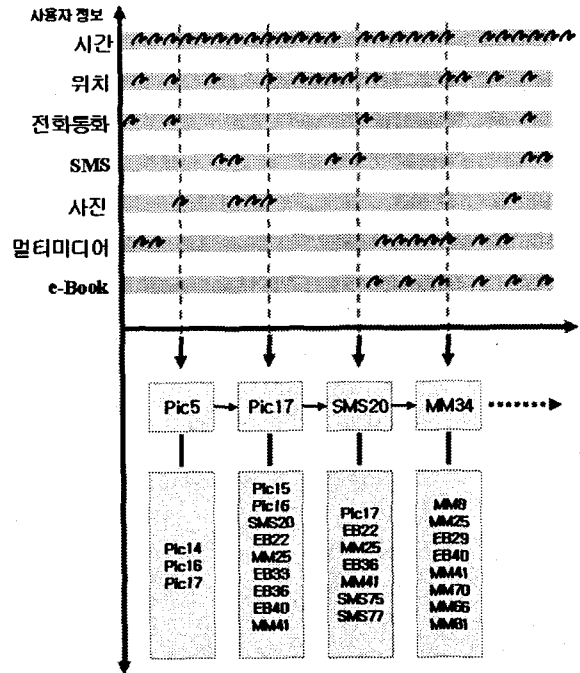 사용자 정보
시간
위치
전화통화
SMS
사진
멀티미디어
e-Book
Pic5
Pic17
SMS20
MM34
Pic14
Pic16
Pic17
Pic15
Pic16
SMS20
EB22
MM25
EB33
EB36
EB40
MM41
Pic17
EB22
MM25
EB36
MM41
SMS75
SMS77
MM8
MM25
EB29
EB40
MM41
MM70
MM66
MM81